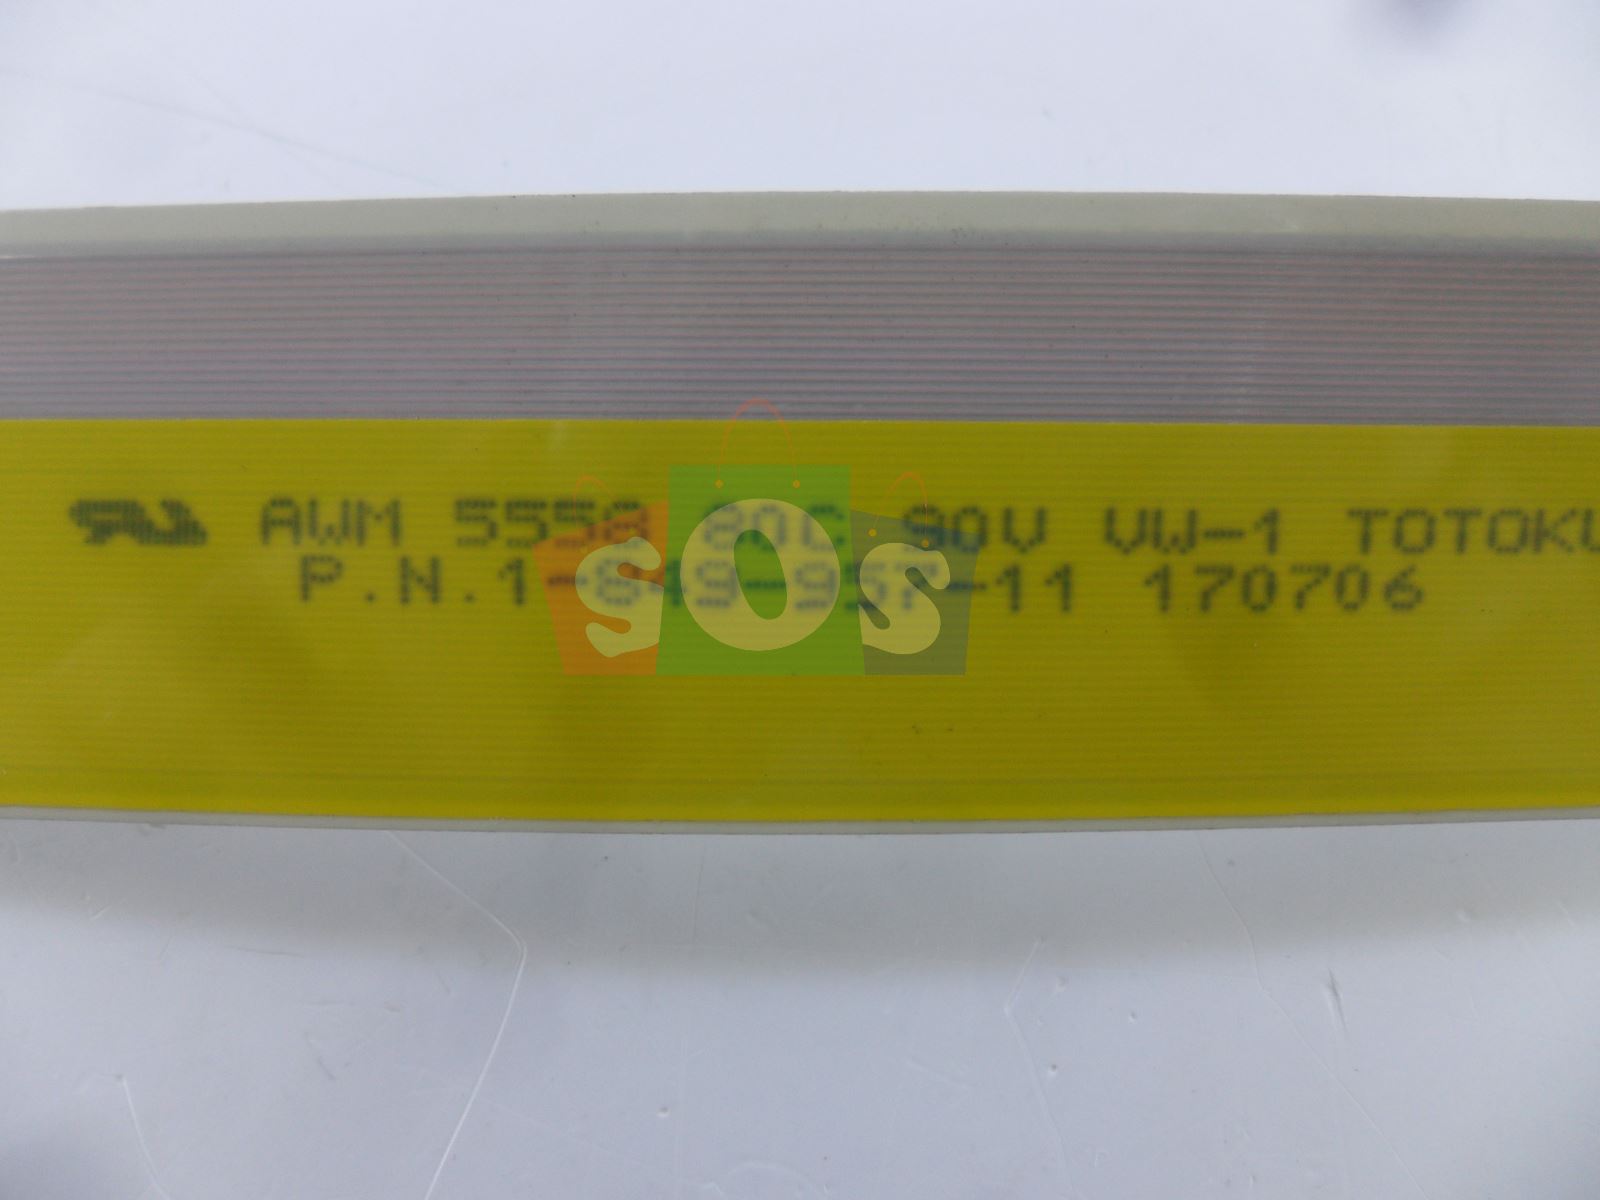 AWM 5558 80C 90V VW-1 TOTOKU
P.N.1-849-957-11 170706
SOS